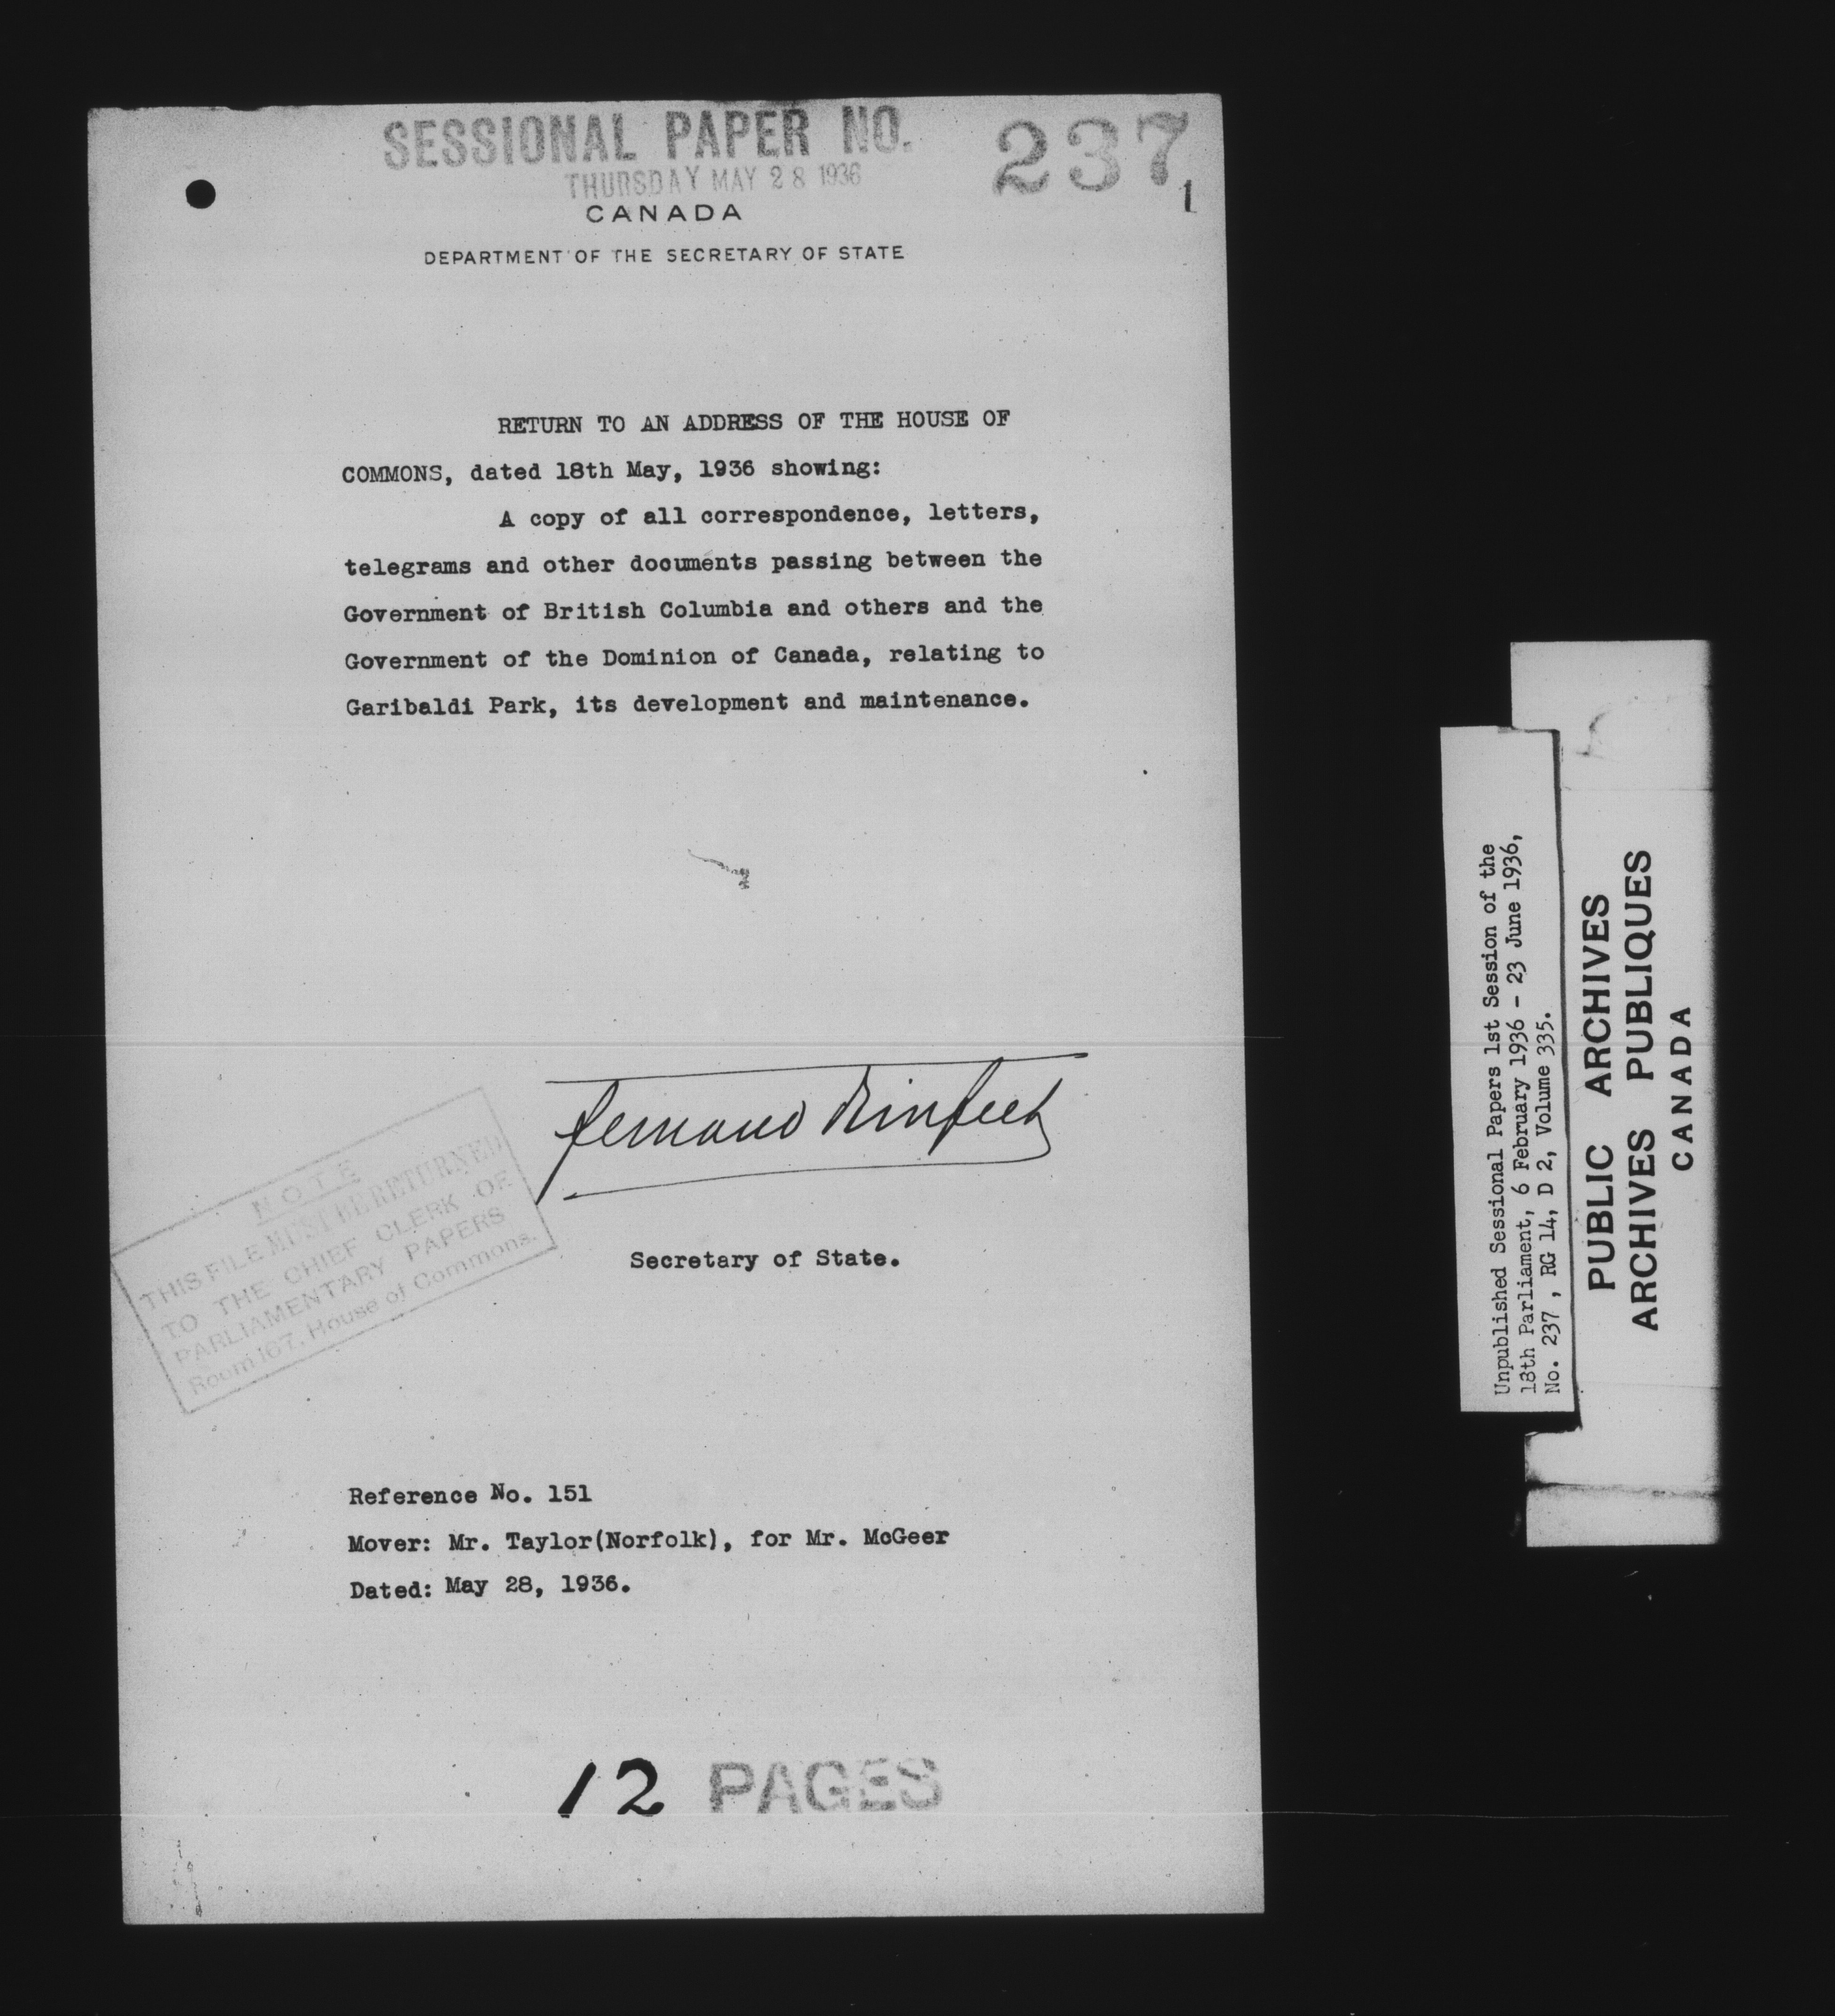 SESSIONAL PAPER NO. 237
THURSDAY MAY 28 1936
1
CANADA
DEPARTMENT OF THE SECRETARY OF STATE
RETURN TO AN ADDRESS OF THE HOUSE OF
COMMONS, dated 18th May, 1936 showing:
A copy of all correspondence, letters,
telegrams and other documents passing between the
Government of British Columbia and others and the
Government of the Dominion of Canada, relating to
Garibaldi Park, its development and maintenance.
Fernand Rinfret
Secretary of State.
NOTE
THIS FILE MUST BE RETURNED
TO THE CHIEF CLERK OF
PARLIAMENTARY PAPERS
Room 167, House of Commons.
Reference No. 151
Mover: Mr. Taylor(Norfolk), for Mr. McGeer
Dated: May 28, 1936.
12 PAGES
Unpublished Sessional Papers 1st Session of the
18th Parliament, 6 February 1936 - 23 June 1936,
No. 237 , RG 14, D 2, Volume 335.
PUBLIC ARCHIVES
ARCHIVES PUBLIQUES
CANADA